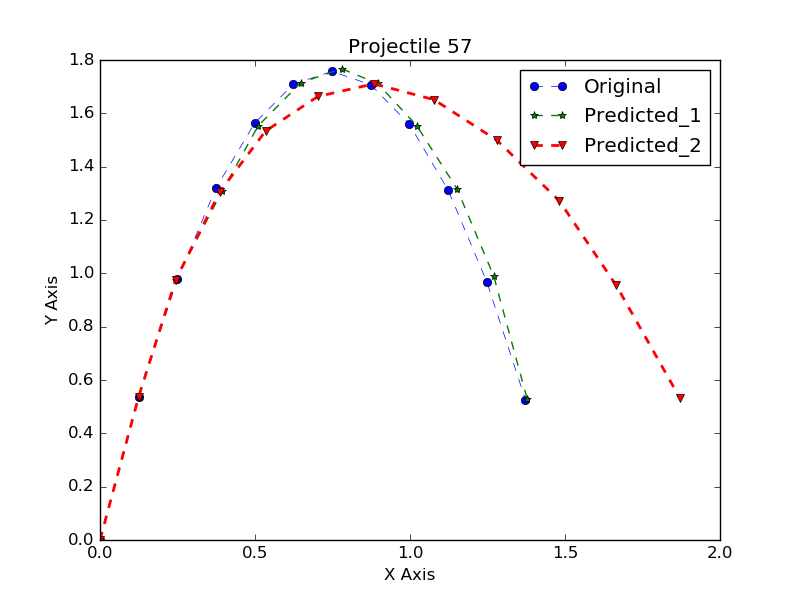 Projectile 57
Original
Predicted_1
Predicted_2
1.8
1.6
1.4
1.2
1.0
0.8
0.6
0.4
0.2
0.0
Y Axis
0.0 0.5 1.0 1.5 2.0
X Axis